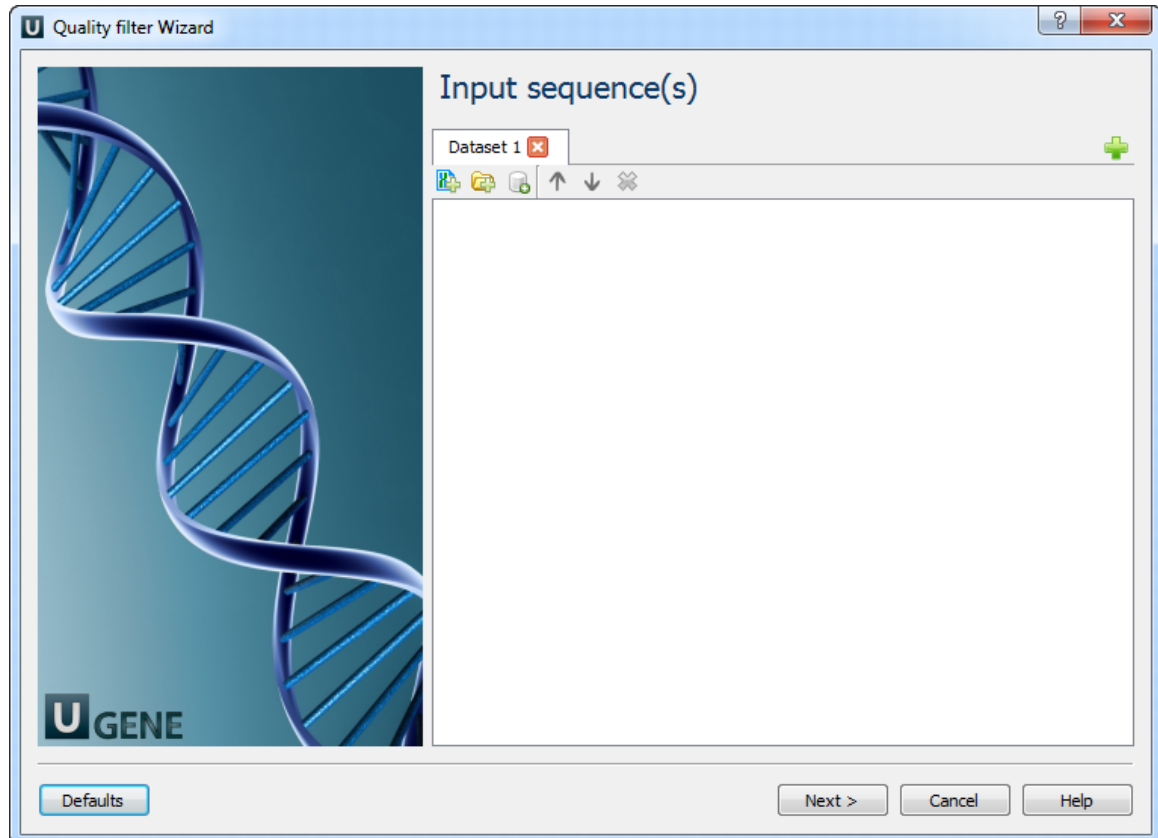 U Quality filter Wizard
Input sequence(s)
Dataset 1
U GENE
Defaults
Next >
Cancel
Help